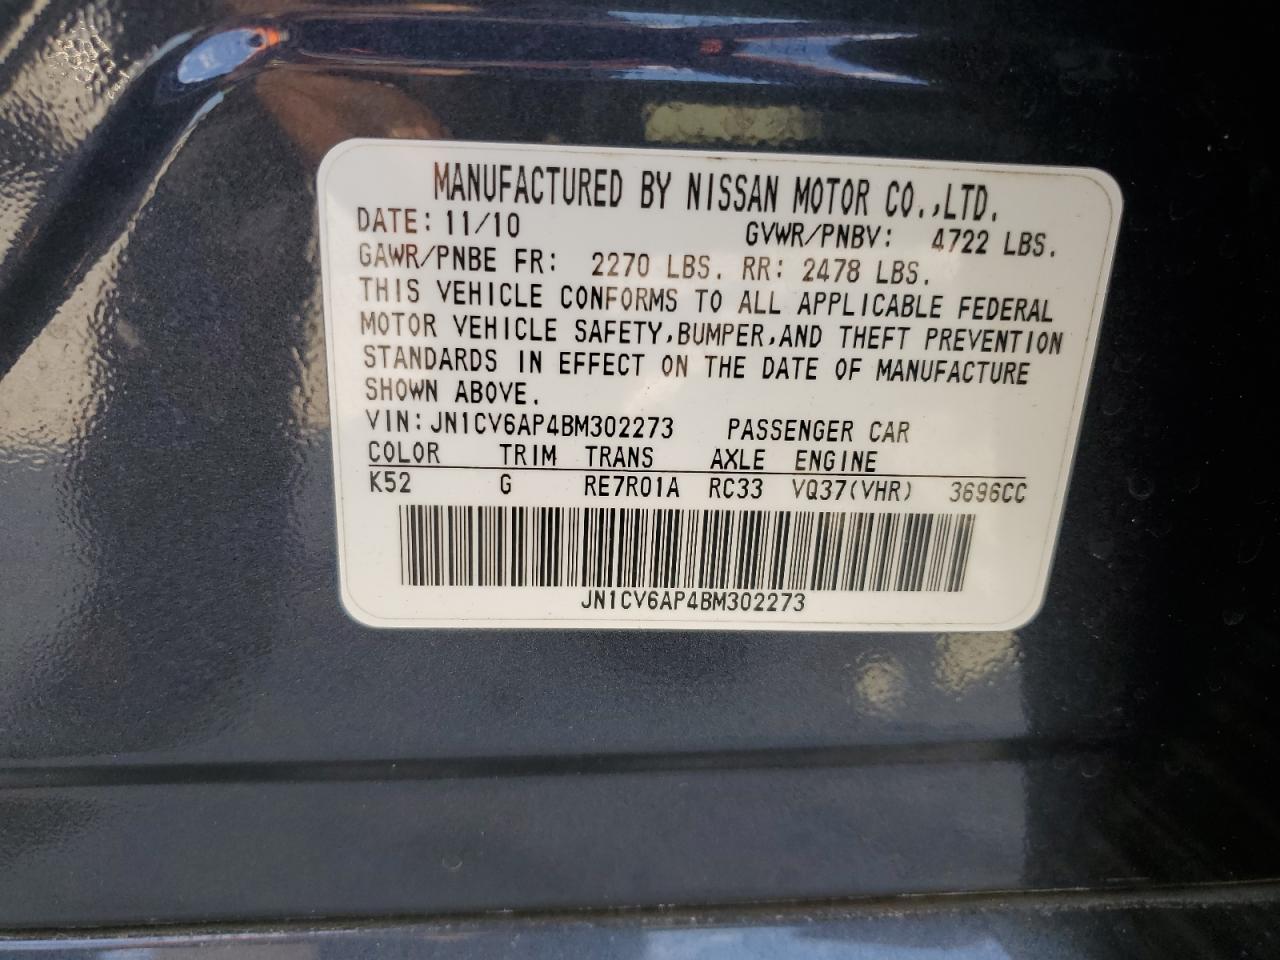 MANUFACTURED BY NISSAN MOTOR CO.,LTD.
DATE: 11/10 GVWR/PNBV: 4722 LBS.
GAWR/PNBE FR: 2270 LBS. RR: 2478 LBS.
THIS VEHICLE CONFORMS TO ALL APPLICABLE FEDERAL
MOTOR VEHICLE SAFETY,BUMPER,AND THEFT PREVENTION
STANDARDS IN EFFECT ON THE DATE OF MANUFACTURE
SHOWN ABOVE.
VIN:JN1CV6AP4BM302273 PASSENGER CAR
COLOR TRIM TRANS AXLE ENGINE
K52 G RE7R01A RC33 VQ37(VHR) 3696CC
JN1CV6AP4BM302273